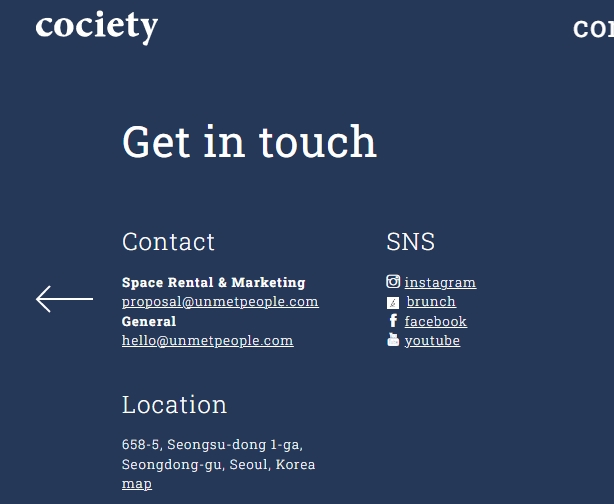 cociety
Get in touch
Contact
Space Rental & Marketing
proposal@unmetpeople.com
General
hello@unmetpeople.com
SNS
instagram
brunch
facebook
youtube
Location
658-5, Seongsu-dong 1-ga,
Seongdong-gu, Seoul, Korea
map